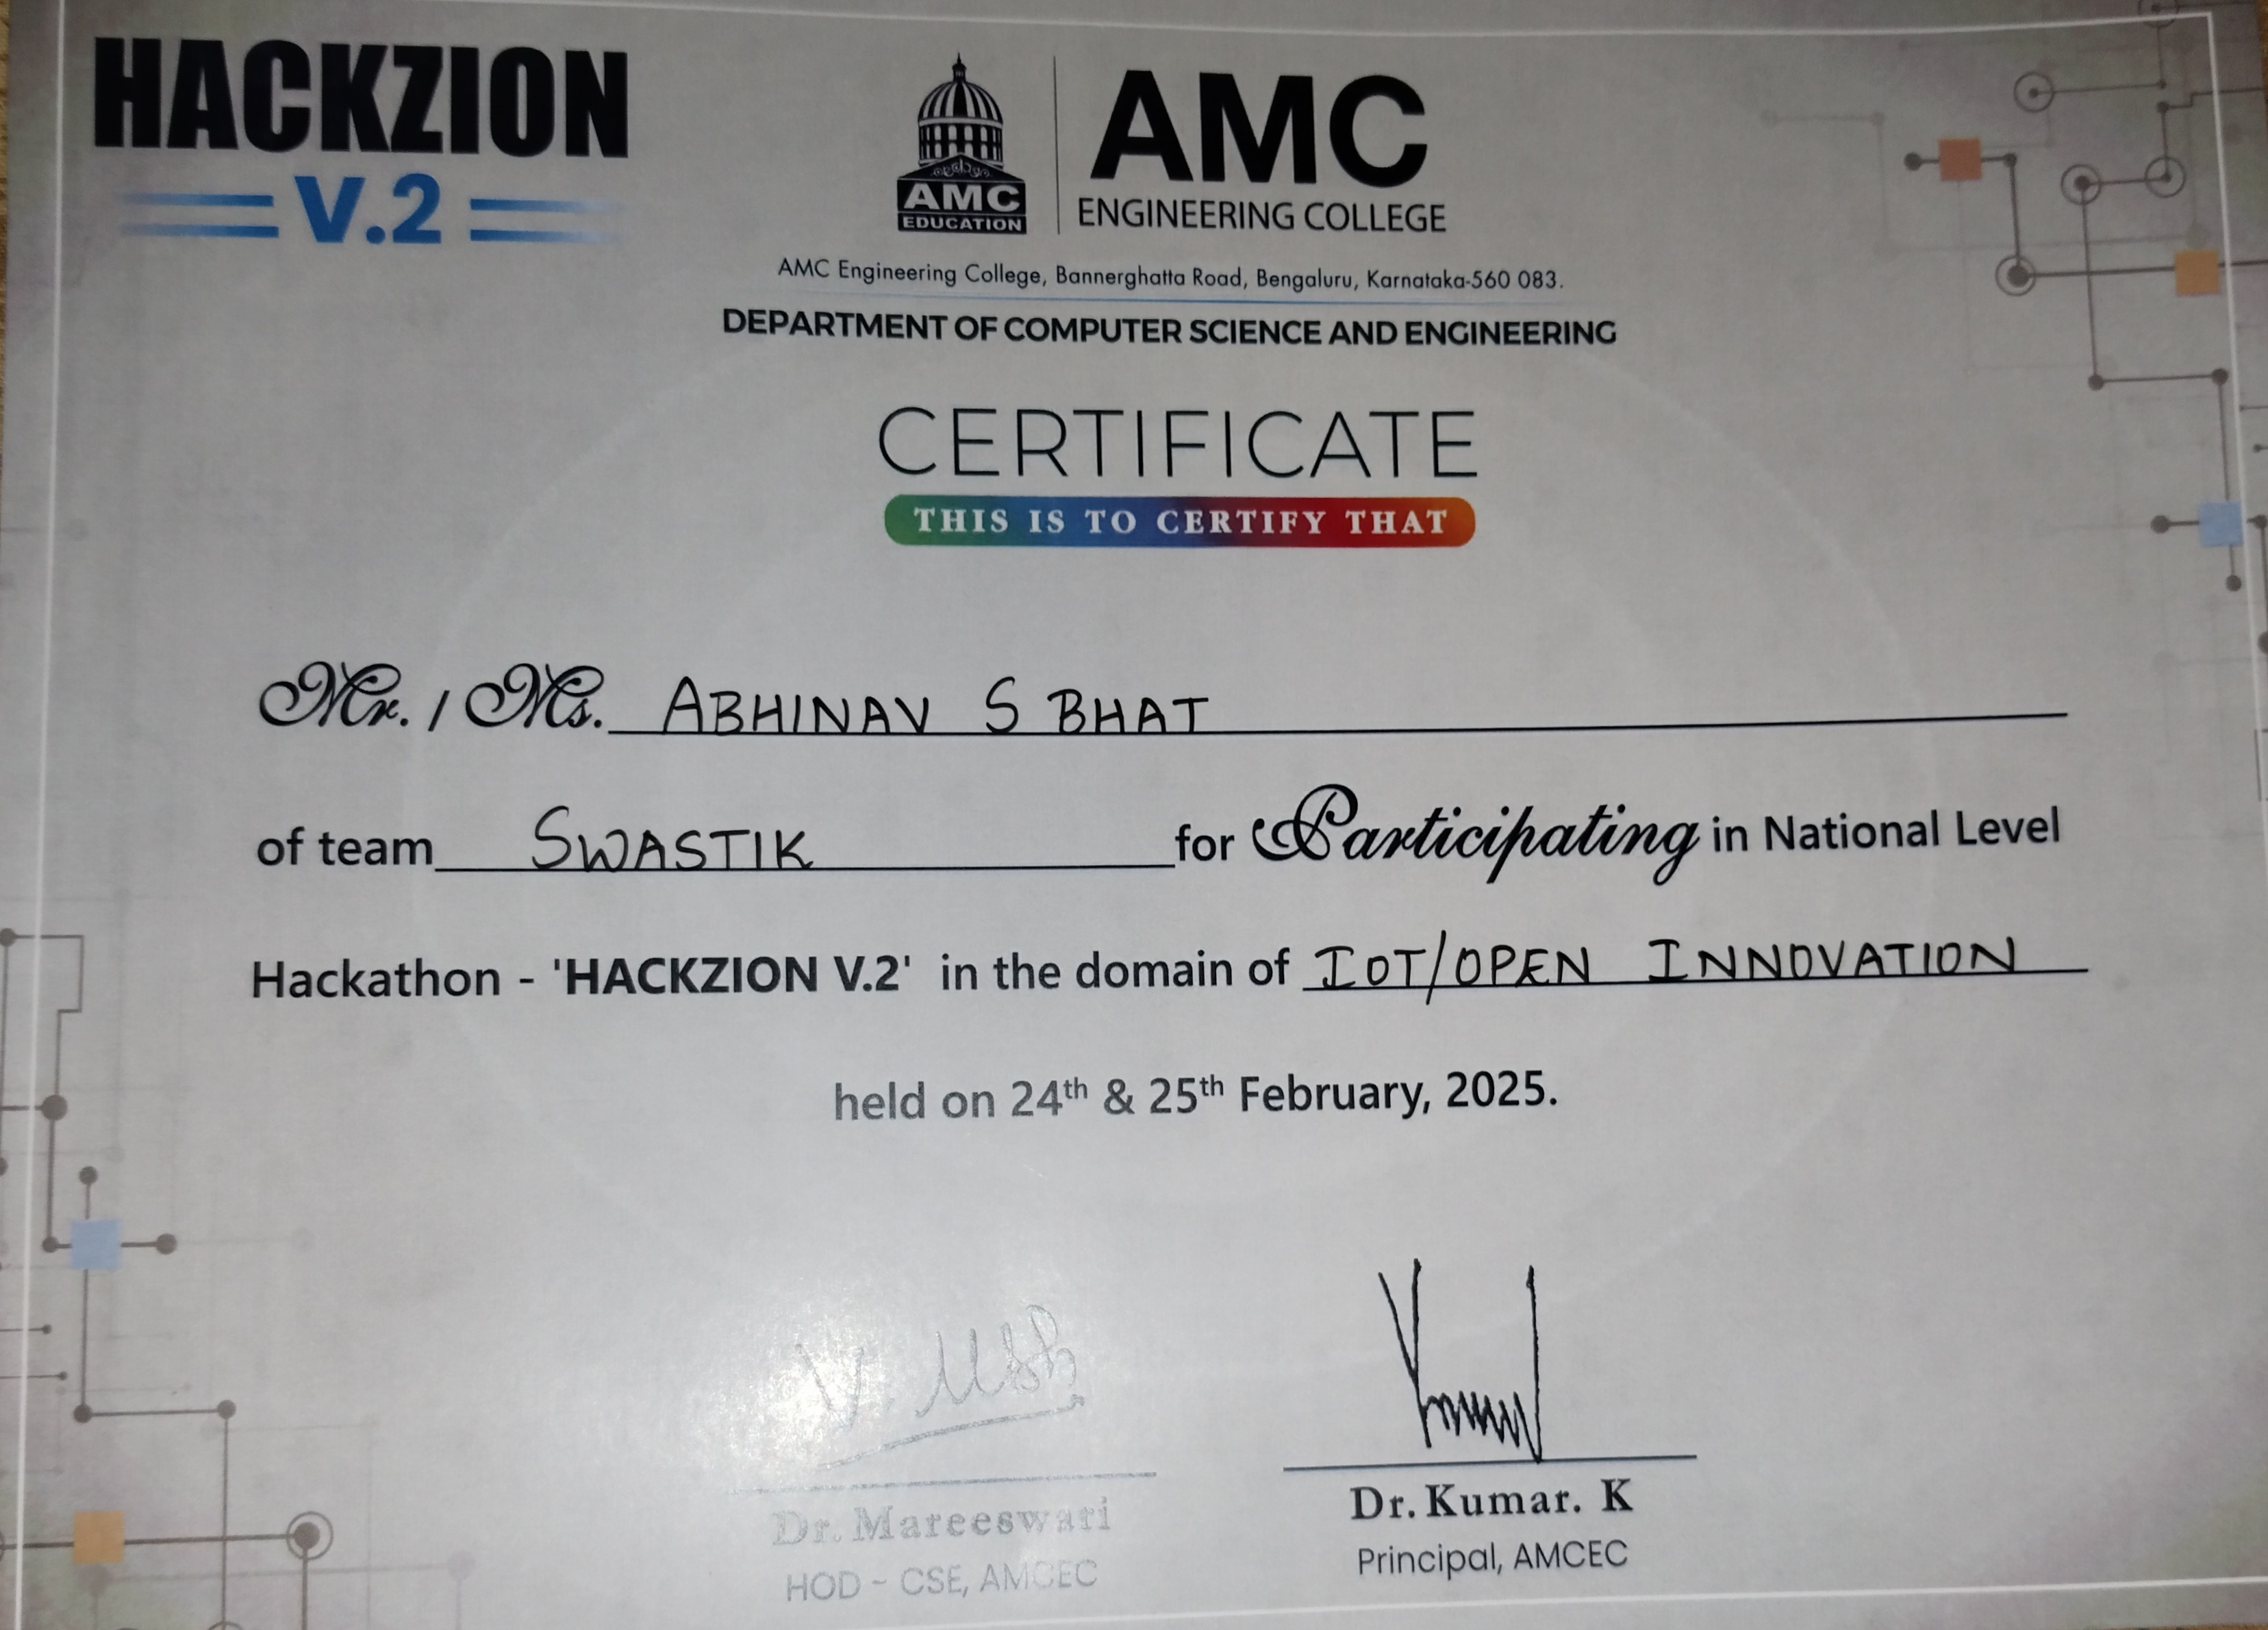 HACKZION
V.2
AMC
EDUCATION
AMC
ENGINEERING COLLEGE
AMC Engineering College, Bannerghatta Road, Bengaluru, Karnataka-560 083.
DEPARTMENT OF COMPUTER SCIENCE AND ENGINEERING
CERTIFICATE
THIS IS TO CERTIFY THAT
Mr. / Ms. ABHINAV S BHAT
of team SWASTIK for Participating in National Level
Hackathon - 'HACKZION V.2' in the domain of IOT/OPEN INNOVATION
held on 24th & 25th February, 2025.
Dr. Mareeswari
HOD - CSE, AMCEC
Dr. Kumar. K
Principal, AMCEC